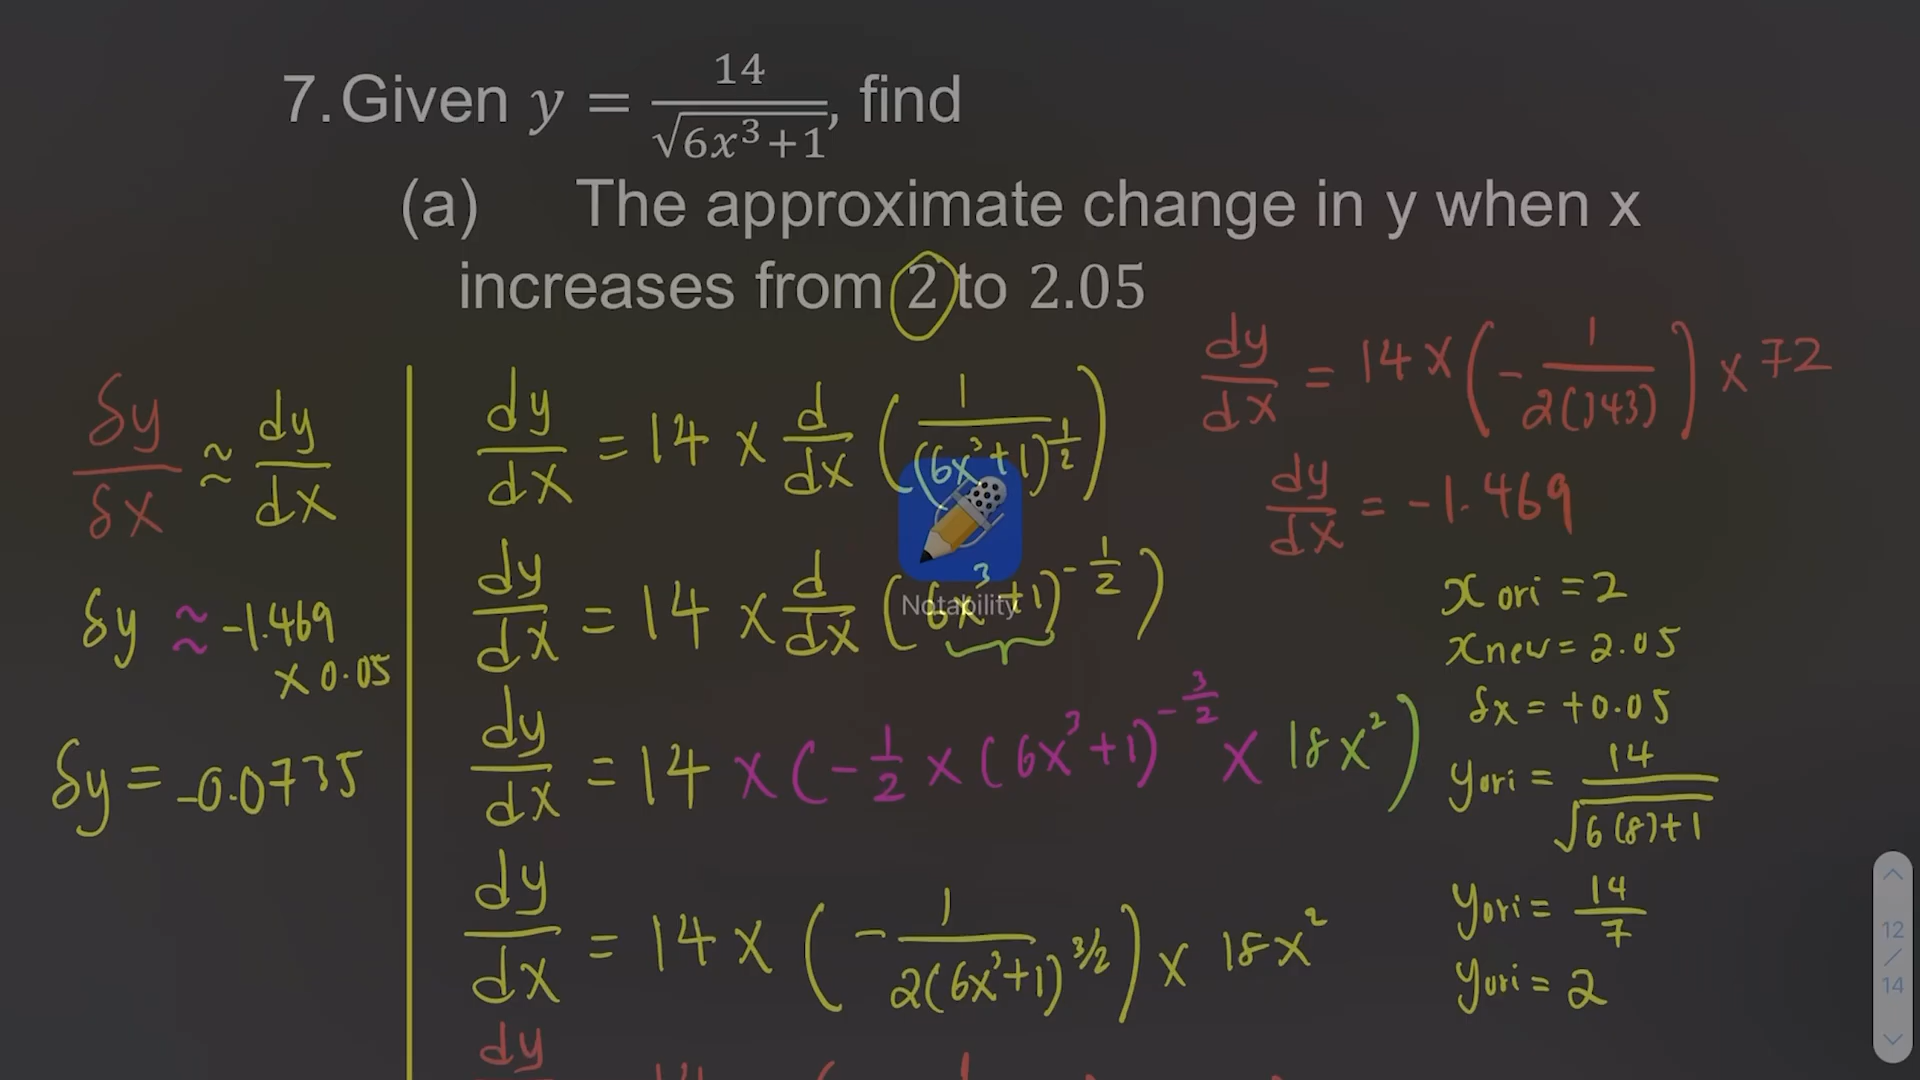 7. Given y = 14/√(6x³+1), find
(a) The approximate change in y when x
increases from 2 to 2.05
δy/δx ≈ dy/dx
δy ≈ -1.469
× 0.05
δy = -0.0735
dy/dx = 14 × d/dx (1/(6x³+1)^(1/2))
dy/dx = 14 × d/dx ((6x³+1)^(-1/2))
dy/dx = 14 × (-1/2 × (6x³+1)^(-3/2) × 18x²)
dy/dx = 14 × (-1/(2(6x³+1)^(3/2))) × 18x²
dy
Notability
dy/dx = 14 × (-1/(2(343))) × 72
dy/dx = -1.469
x ori = 2
x new = 2.05
δx = +0.05
y ori = 14/√(6(8)+1)
y ori = 14/7
y ori = 2
12
/
14